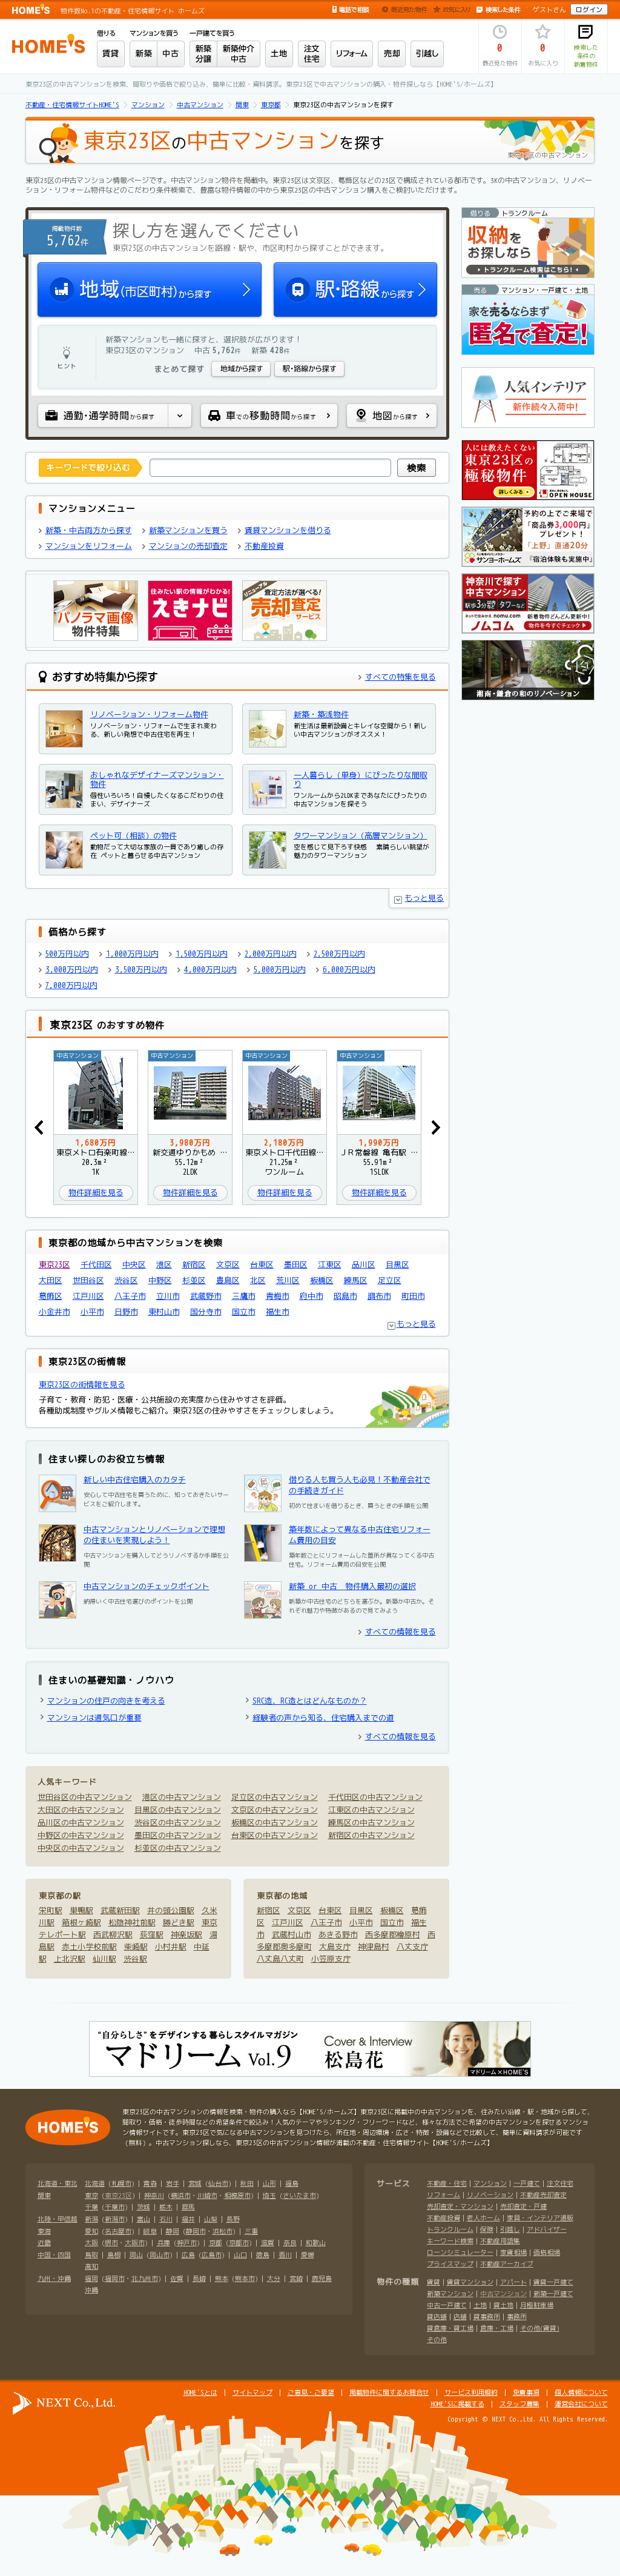 HOME'S 物件数No.1の不動産・住宅情報サイト ホームズ
電話で相談 最近見た物件 お気に入り 検索した条件 ゲストさん ログイン
HOME'S
借りる マンションを買う 一戸建てを買う
賃貸 新築 中古 新築分譲 新築仲介 中古 土地 注文住宅 リフォーム 売却 引越し
0 最近見た物件
0 お気に入り
検索した条件の新着物件
東京23区の中古マンションを検索、間取りや価格で絞り込み、簡単に比較・資料請求。東京23区で中古マンションの購入・物件探しなら【HOME'S/ホームズ】
不動産・住宅情報サイトHOME'S > マンション > 中古マンション > 関東 > 東京都 > 東京23区の中古マンションを探す
東京23区の中古マンションを探す
東京23区の中古マンション情報ページです。中古マンション物件を掲載中。東京23区は文京区、葛飾区などの23区で構成されている都市です。3Kの中古マンション、リノベーション・リフォーム物件などのこだわり条件検索で、豊富な物件情報の中から東京23区の中古マンション購入をご検討いただけます。
掲載物件数
5,762件
探し方を選んでください
東京23区の中古マンションを路線・駅や、市区町村から探すことができます。
地域(市区町村)から探す
駅・路線から探す
ヒント
新築マンションも一緒に探すと、選択肢が広がります！
東京23区のマンション 中古 5,762件 新築 428件
まとめて探す 地域から探す 駅・路線から探す
通勤・通学時間から探す 車での移動時間から探す 地図から探す
キーワードで絞り込む 検索
マンションメニュー
新築・中古両方から探す 新築マンションを買う 賃貸マンションを借りる
マンションをリフォーム マンションの売却査定 不動産投資
パノラマ画像物件特集
住みたい駅の情報がわかる! えきナビ
査定方法が選べる! 売却査定サービス
おすすめ特集から探す
すべての特集を見る
リノベーション・リフォーム物件
リノベーション・リフォームで生まれ変わる、新しい発想で中古住宅を再生！
新築・築浅物件
新生活は最新設備とキレイな空間から！新しい中古マンションがオススメ！
おしゃれなデザイナーズマンション・物件
個性いろいろ！自慢したくなるこだわりの住まい、デザイナーズ
一人暮らし（単身）にぴったりな間取り
ワンルームから2LDKまであなたにぴったりの中古マンションを探そう
ペット可（相談）の物件
動物だって大切な家族の一員であり癒しの存在 ペットと暮らせる中古マンション
タワーマンション（高層マンション）
空を感じて見下ろす快感 素晴らしい眺望が魅力のタワーマンション
もっと見る
価格から探す
500万円以内 1,000万円以内 1,500万円以内 2,000万円以内 2,500万円以内
3,000万円以内 3,500万円以内 4,000万円以内 5,000万円以内 6,000万円以内
7,000万円以内
東京23区 のおすすめ物件
中古マンション 中古マンション 中古マンション 中古マンション
1,680万円 3,980万円 2,180万円 1,990万円
東京メトロ有楽町線… 新交通ゆりかもめ … 東京メトロ千代田線… ＪＲ常磐線 亀有駅 …
20.3m² 55.12m² 21.25m² 55.91m²
1K 2LDK ワンルーム 1SLDK
物件詳細を見る 物件詳細を見る 物件詳細を見る 物件詳細を見る
東京都の地域から中古マンションを検索
東京23区 千代田区 中央区 港区 新宿区 文京区 台東区 墨田区 江東区 品川区 目黒区
大田区 世田谷区 渋谷区 中野区 杉並区 豊島区 北区 荒川区 板橋区 練馬区 足立区
葛飾区 江戸川区 八王子市 立川市 武蔵野市 三鷹市 青梅市 府中市 昭島市 調布市 町田市
小金井市 小平市 日野市 東村山市 国分寺市 国立市 福生市
もっと見る
東京23区の街情報
東京23区の街情報を見る
子育て・教育・防犯・医療・公共施設の充実度から住みやすさを評価。
各種助成制度やグルメ情報もご紹介。東京23区の住みやすさをチェックしましょう。
住まい探しのお役立ち情報
新しい中古住宅購入のカタチ
安心して中古住宅を買うために、知っておきたいサービスをご紹介します。
借りる人も買う人も必見！不動産会社での手続きガイド
初めて住まいを借りるとき、買うときの手順を公開
中古マンションとリノベーションで理想の住まいを実現しよう！
中古マンションを購入してどうリノベするか手順を公開
築年数によって異なる中古住宅リフォーム費用の目安
築年数ごとにリフォームした箇所が異なってくる中古住宅。リフォーム費用の目安を公開
中古マンションのチェックポイント
納得いく中古住宅選びのポイントを公開
新築 or 中古 物件購入最初の選択
新築か中古住宅のどちらを選ぶか。新築か中古か。それぞれ魅力や特徴があるので見てみよう
すべての情報を見る
住まいの基礎知識・ノウハウ
マンションの住戸の向きを考える SRC造、RC造とはどんなものか？
マンションは通気口が重要 経験者の声から知る、住宅購入までの道
すべての情報を見る
人気キーワード
世田谷区の中古マンション 港区の中古マンション 足立区の中古マンション 千代田区の中古マンション
大田区の中古マンション 目黒区の中古マンション 文京区の中古マンション 江東区の中古マンション
品川区の中古マンション 渋谷区の中古マンション 板橋区の中古マンション 練馬区の中古マンション
中野区の中古マンション 墨田区の中古マンション 台東区の中古マンション 新宿区の中古マンション
中央区の中古マンション 杉並区の中古マンション
東京都の駅
栄町駅 巣鴨駅 武蔵新田駅 井の頭公園駅 久米川駅 箱根ヶ崎駅 松陰神社前駅 勝どき駅 東京テレポート駅 西武柳沢駅 荻窪駅 神楽坂駅 湯島駅 赤土小学校前駅 東綾駅 小村井駅 中延駅 上北沢駅 仙川駅 渋谷駅
東京都の地域
新宿区 文京区 台東区 目黒区 板橋区 葛飾区 江戸川区 八王子市 小平市 国立市 福生市 武蔵村山市 あきる野市 西多摩郡檜原村 西多摩郡奥多摩町 大島支庁 神津島村 八丈支庁 八丈島八丈町 小笠原支庁
借りる トランクルーム
収納をお探しなら
トランクルーム検索はこちら!
売る マンション・一戸建て・土地
家を売るならまず匿名で査定!
人気インテリア
新作続々入荷中!
人には教えたくない 東京23区の極秘物件
詳しくみる OPEN HOUSE
予約の上でご来場で「商品券3,000円」プレゼント！
「上野」直通20分
サンヨーホームズ 『宿泊体験も実施中』
神奈川で探す 中古マンション
駅歩3分 タワーなど
新着物件どんどん更新中！
ノムコム nomu.com 物件を今すぐチェック
湘南・鎌倉の和のリノベーション
"自分らしさ"をデザインする暮らしスタイルマガジン
マドリーム Vol.9
Cover & Interview
松島花
マドリーム×HOME'S
HOME'S
東京23区の中古マンションの情報を検索・物件の購入なら【HOME'S/ホームズ】東京23区に掲載中の中古マンションを、住みたい沿線・駅・地域から探して、間取り・価格・徒歩時間などの希望条件で絞込み！人気のテーマやランキング・フリーワードなど、様々な方法でご希望の中古マンションを探せるマンション情報サイトです。東京23区で気になる中古マンションを見つけたら、所在地・周辺環境・広さ・特徴・設備などで比較して、簡単に資料請求が可能です（無料）。中古マンション探しなら、東京23区の中古マンションの情報が満載の不動産・住宅情報サイト【HOME'S/ホームズ】
北海道・東北 北海道（札幌市）| 青森 | 岩手 | 宮城（仙台市）| 秋田 | 山形 | 福島
関東 東京（東京23区）| 神奈川（横浜市・川崎市・相模原市）| 埼玉（さいたま市）
千葉（千葉市）| 茨城 | 栃木 | 群馬
北陸・甲信越 新潟（新潟市）| 富山 | 石川 | 福井 | 山梨 | 長野
東海 愛知（名古屋市）| 岐阜 | 静岡（静岡市・浜松市）| 三重
近畿 大阪（堺市・大阪市）| 兵庫（神戸市）| 京都（京都市）| 滋賀 | 奈良 | 和歌山
中国・四国 鳥取 | 島根 | 岡山（岡山市）| 広島（広島市）| 山口 | 徳島 | 香川 | 愛媛
高知
九州・沖縄 福岡（福岡市・北九州市）| 佐賀 | 長崎 | 熊本（熊本市）| 大分 | 宮崎 | 鹿児島
沖縄
サービス
不動産・住宅 | マンション | 一戸建て | 注文住宅
リフォーム | リノベーション | 不動産売却査定
売却査定・マンション | 売却査定・戸建
不動産投資 | 老人ホーム | 家具・インテリア通販
トランクルーム | 保険 | 引越し | アドバイザー
キーワード検索 | 不動産用語集
ローンシミュレーター | 家賃相場 | 価格相場
プライスマップ | 不動産アーカイブ
物件の種類
賃貸 | 賃貸マンション | アパート | 賃貸一戸建て
新築マンション | 中古マンション | 新築一戸建て
中古一戸建て | 土地 | 貸土地 | 月極駐車場
貸店舗 | 店舗 | 貸事務所 | 事務所
貸倉庫・貸工場 | 倉庫・工場 | その他(賃貸)
その他
NEXT Co.,Ltd.
HOME'Sとは | サイトマップ | ご意見・ご要望 | 掲載物件に関するお問合せ | サービス利用規約 | 免責事項 | 個人情報について
HOME'Sに掲載する | スタッフ募集 | 運営会社について
Copyright © NEXT Co.,Ltd. All Rights Reserved.